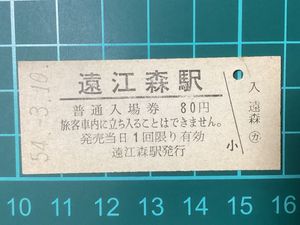 54.-3.10.
遠江森駅
普通入場券 80円
旅客車内に立ち入ることはできません。
発売当日1回限り有効
遠江森駅発行
入
遠
森
カ
小
10 11 12 13 14 15 16